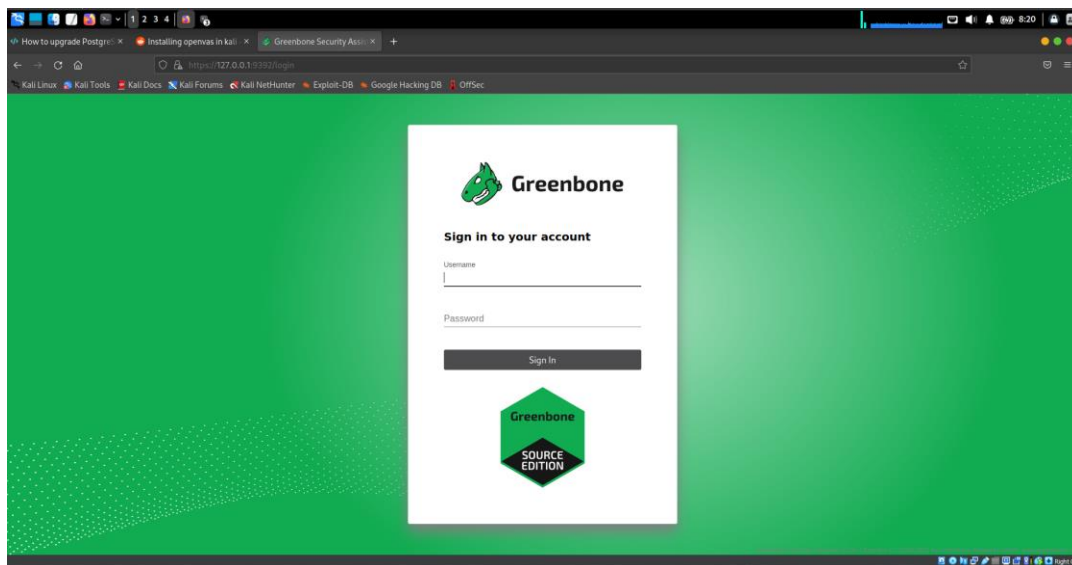 1 2 3 4
8:20
How to upgrade Postgre
Installing openvas in kali
Greenbone Security Assis
https://127.0.0.1:9392/login
Kali Linux Kali Tools Kali Docs Kali Forums Kali NetHunter Exploit-DB Google Hacking DB OffSec
Greenbone
Sign in to your account
Username
Password
Sign In
Greenbone
SOURCE
EDITION
Right